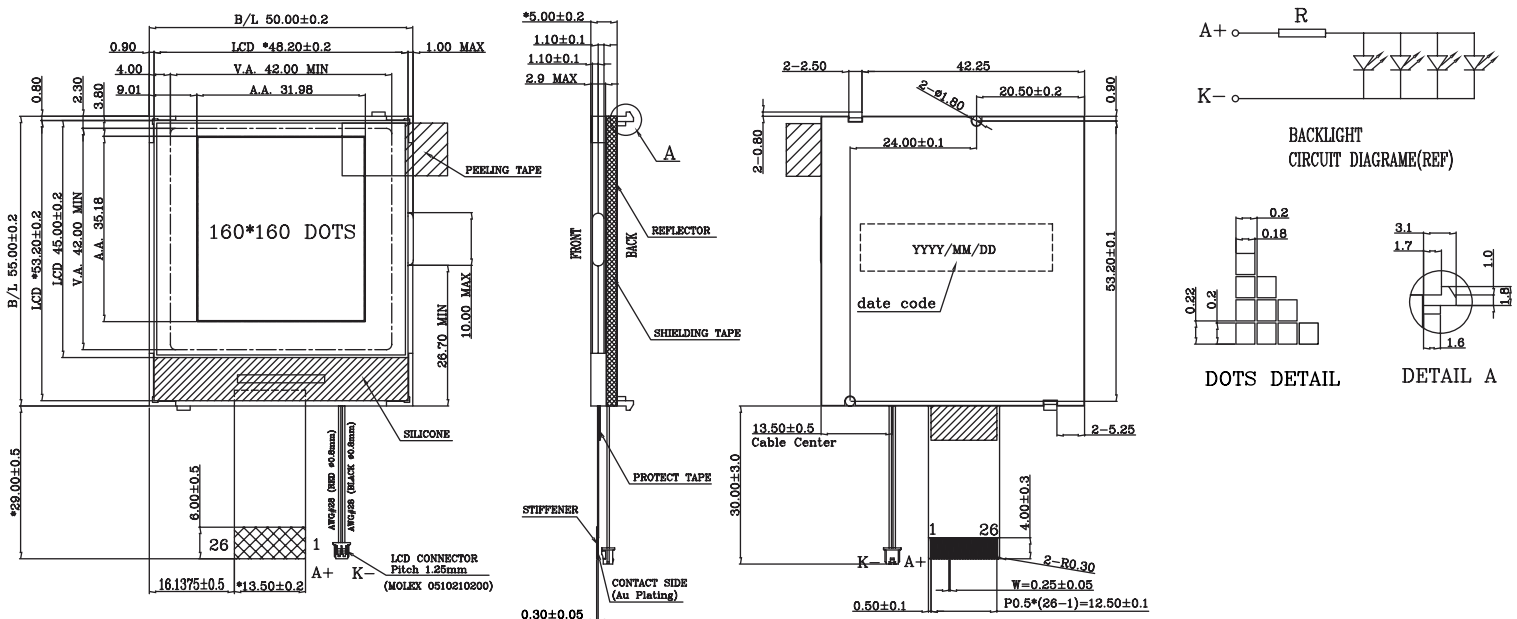 B/L 50.00±0.2
0.90
LCD *48.20±0.2
1.00 MAX
4.00
V.A. 42.00 MIN
9.01
A.A. 31.98
0.80
2.30
3.80
B/L 55.00±0.2
LCD *53.20±0.2
LCD 45.00±0.2
V.A. 42.00 MIN
A.A. 35.18
160*160 DOTS
PEELING TAPE
10.00 MAX
26.70 MIN
SILICONE
*29.00±0.5
6.00±0.5
26
1
AWG#28 (RED ø0.8mm)
AWG#28 (BLACK ø0.8mm)
A+
K-
LCD CONNECTOR
Pitch 1.25mm
(MOLEX 0510210200)
16.1375±0.5
*13.50±0.2
*5.00±0.2
1.10±0.1
1.10±0.1
2.9 MAX
A
FRONT
BACK
REFLECTOR
SHIELDING TAPE
PROTECT TAPE
STIFFENER
CONTACT SIDE
(Au Plating)
0.30±0.05
2-2.50
42.25
2-ø1.80
20.50±0.2
0.90
2-0.80
24.00±0.1
YYYY/MM/DD
date code
53.20±0.1
13.50±0.5
Cable Center
2-5.25
30.00±3.0
4.00±0.3
1
26
K-
A+
2-R0.30
W=0.25±0.05
0.50±0.1
P0.5*(26-1)=12.50±0.1
A+
R
K-
BACKLIGHT
CIRCUIT DIAGRAME(REF)
0.2
0.18
0.22
0.2
DOTS DETAIL
3.1
1.7
1.0
1.8
1.6
DETAIL A